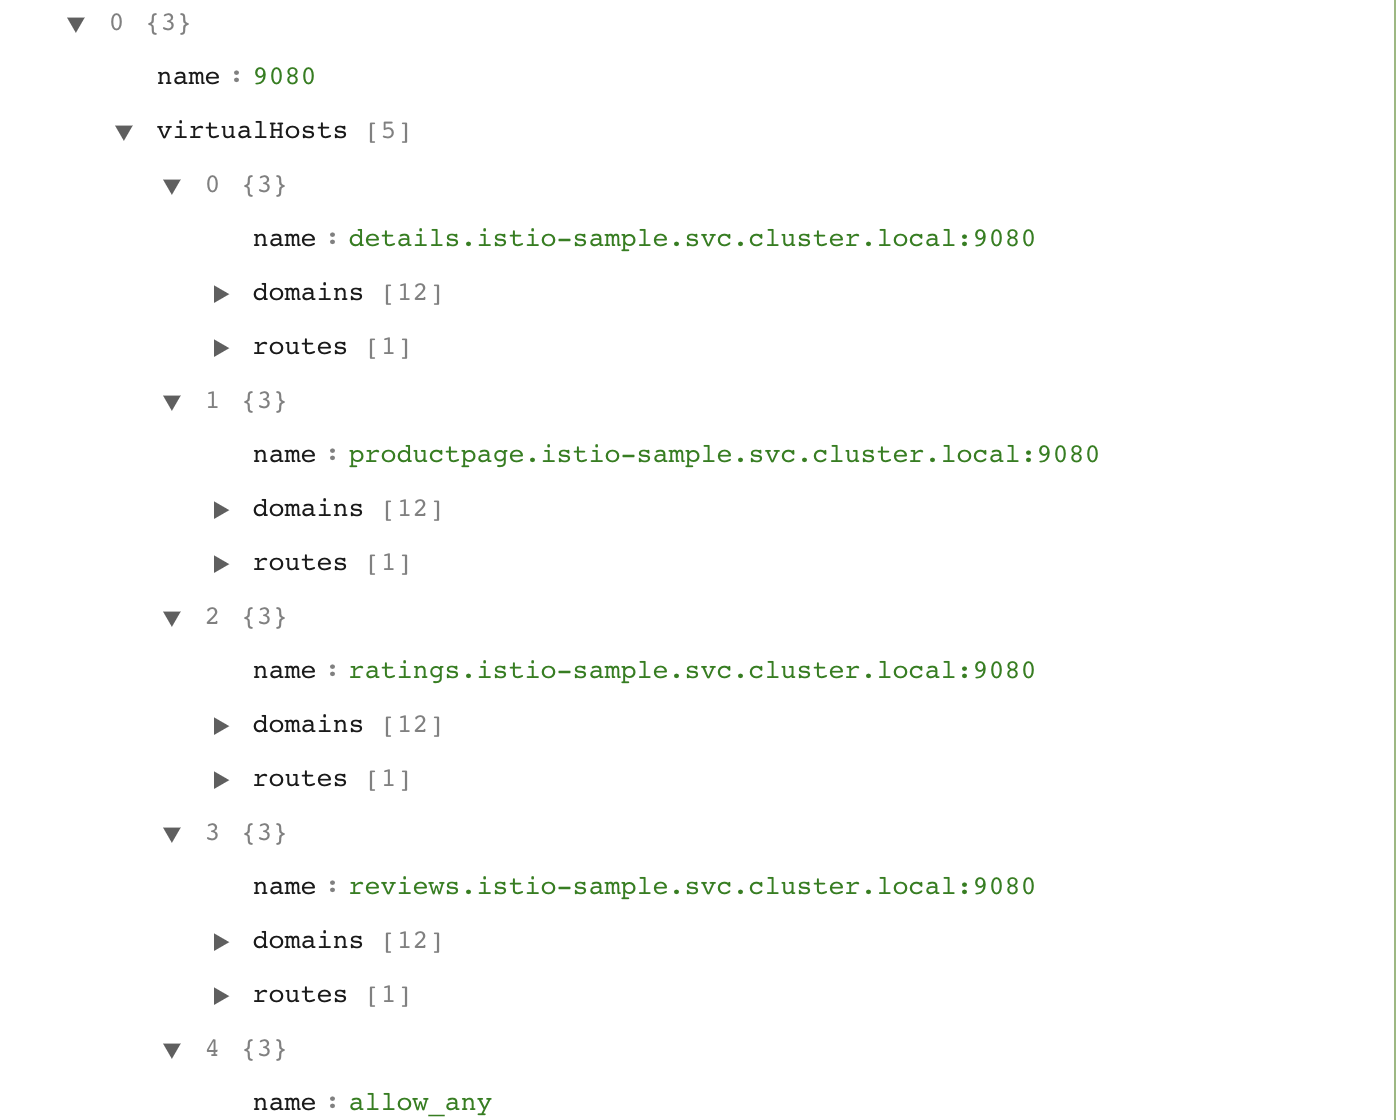 0 {3}
name : 9080
virtualHosts [5]
0 {3}
name : details.istio-sample.svc.cluster.local:9080
domains [12]
routes [1]
1 {3}
name : productpage.istio-sample.svc.cluster.local:9080
domains [12]
routes [1]
2 {3}
name : ratings.istio-sample.svc.cluster.local:9080
domains [12]
routes [1]
3 {3}
name : reviews.istio-sample.svc.cluster.local:9080
domains [12]
routes [1]
4 {3}
name : allow_any